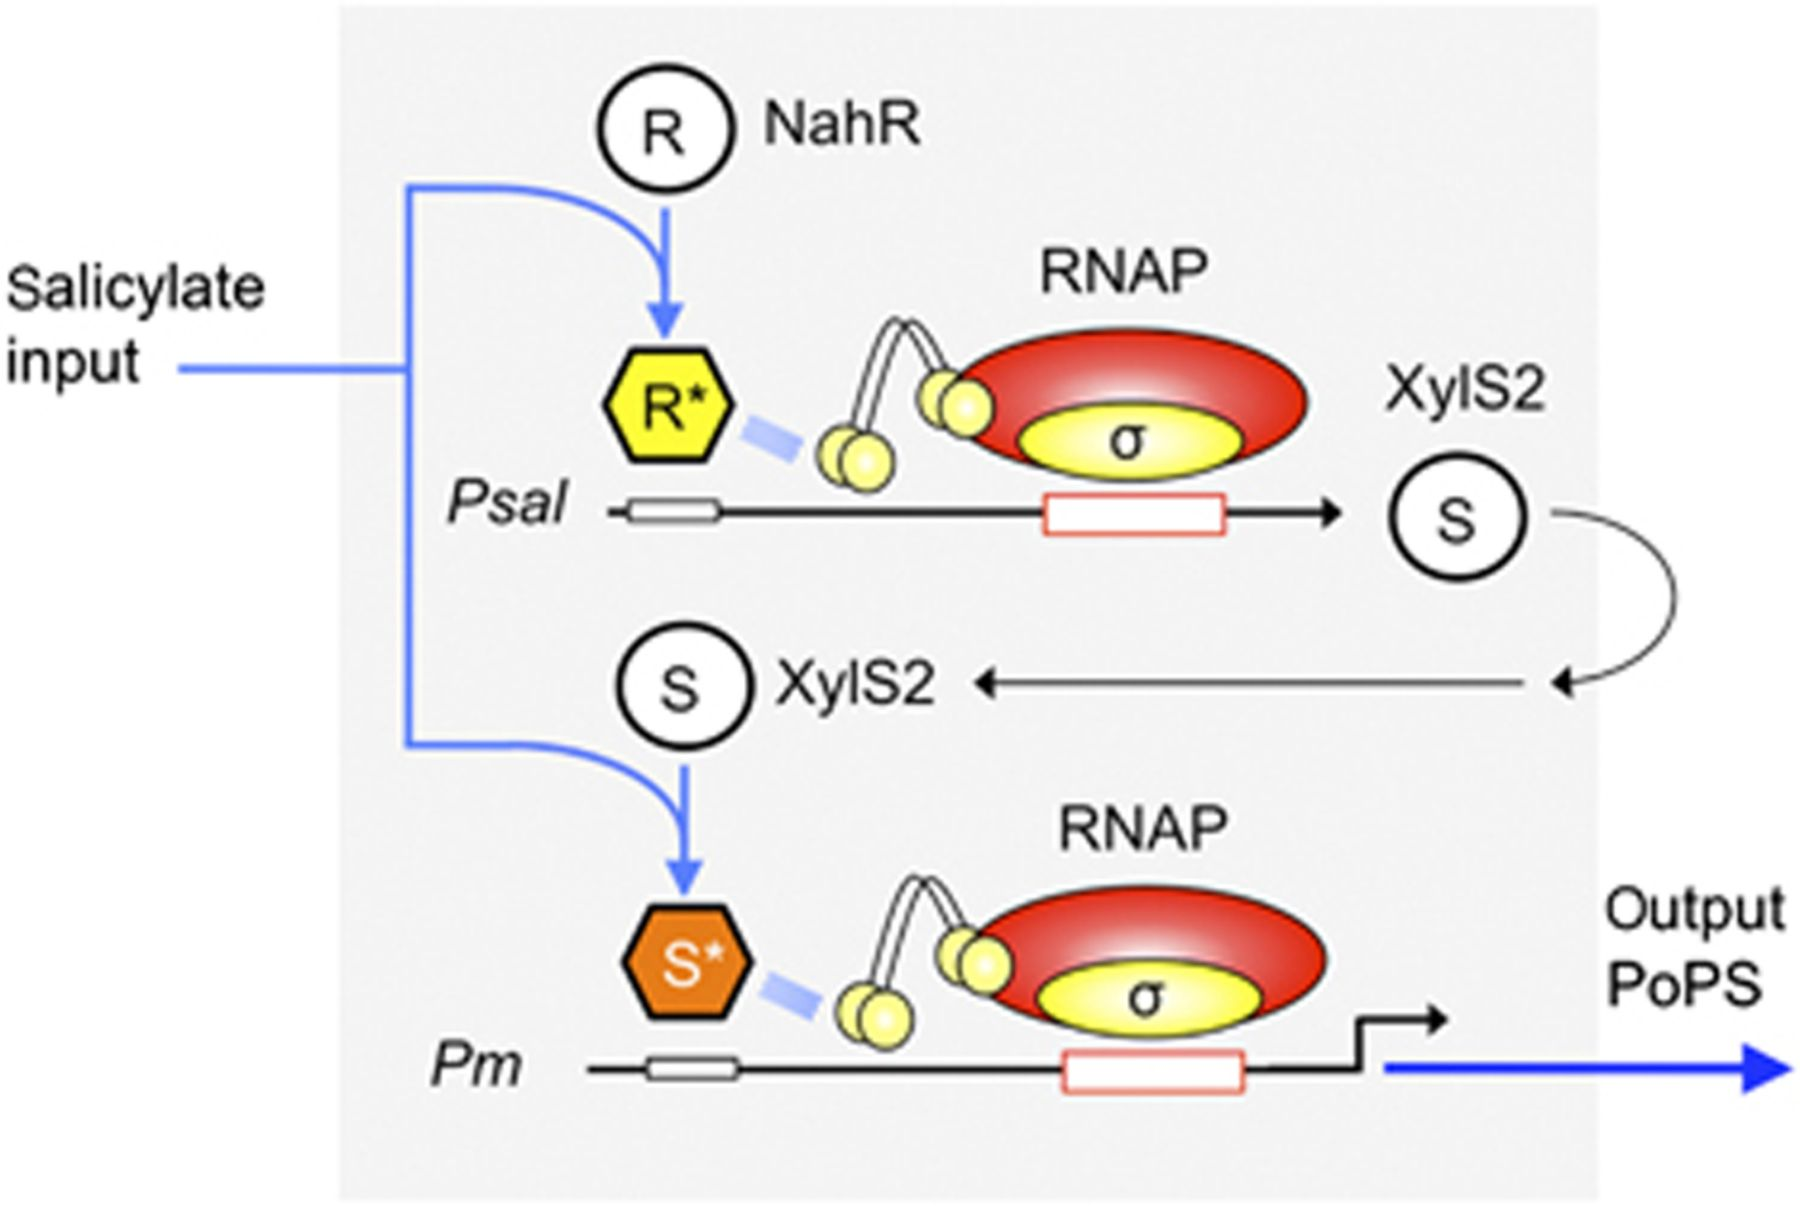 R NahR
Salicylate
input
RNAP
R*
σ
XylS2
Psal
S
S XylS2
RNAP
S*
σ
Output
PoPS
Pm